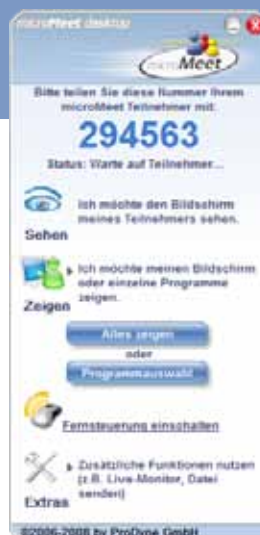 microMeet desktop
microMeet
Bitte teilen Sie diese Nummer Ihrem
microMeet Teilnehmer mit:
294563
Status: Warte auf Teilnehmer...
Ich möchte den Bildschirm
meines Teilnehmers sehen.
Sehen
Ich möchte meinen Bildschirm
oder einzelne Programme
zeigen.
Zeigen
Alles zeigen
oder
Programmauswahl
Fernsteuerung einschalten
Zusätzliche Funktionen nutzen
(z.B. Live-Monitor, Datei
senden)
Extras
©2006-2008 by ProDyna GmbH